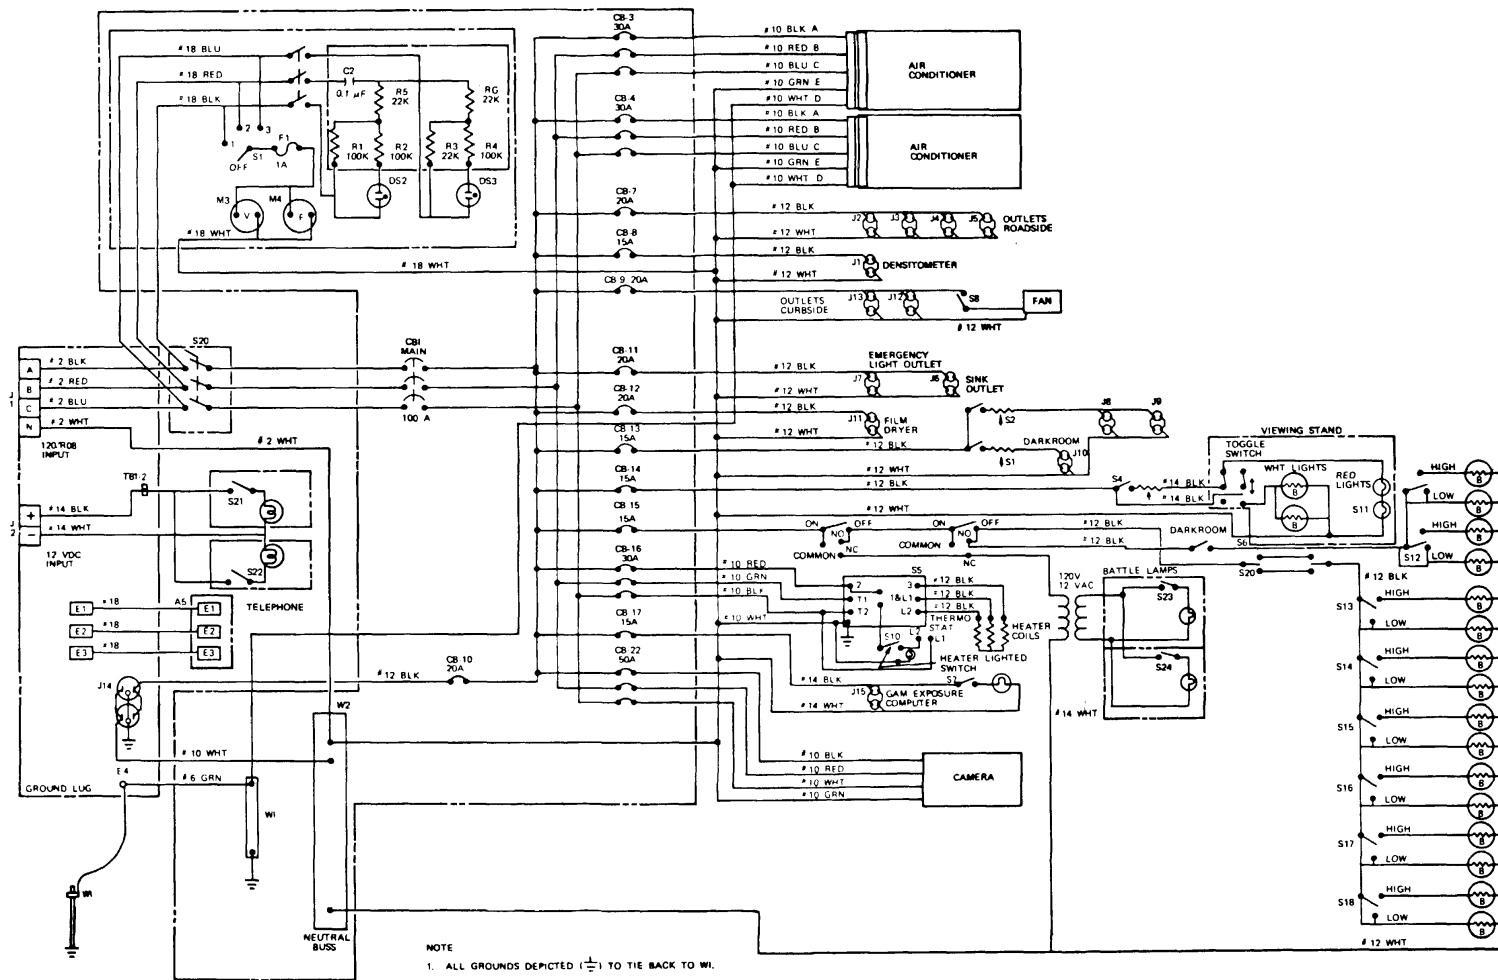 # 18 BLU
# 18 RED
# 18 BLK
C2
0.1 µF
R5
22K
RG
22K
R1
100K
R2
100K
R3
22K
R4
100K
1
2
3
F1
1A
S1
OFF
DS2
DS3
M3
V
M4
F
# 18 WHT
# 18 WHT
CB-3
30A
# 10 BLK A
# 10 RED B
# 10 BLU C
# 10 GRN E
# 10 WHT D
AIR
CONDITIONER
CB-4
30A
# 10 BLK A
# 10 RED B
# 10 BLU C
# 10 GRN E
# 10 WHT D
AIR
CONDITIONER
CB-7
20A
# 12 BLK
# 12 WHT
J2
J3
J4
J5
OUTLETS
ROADSIDE
CB-8
15A
# 12 BLK
# 12 WHT
J1
DENSITOMETER
CB 9 20A
OUTLETS
CURBSIDE
J13
J12
S8
FAN
# 12 WHT
J
1
A
B
C
N
# 2 BLK
# 2 RED
# 2 BLU
# 2 WHT
120/R08
INPUT
S20
# 2 WHT
CBI
MAIN
100 A
CB-11
20A
# 12 BLK
# 12 WHT
EMERGENCY
LIGHT OUTLET
J7
J6
SINK
OUTLET
CB-12
20A
# 12 BLK
# 12 WHT
J11
FILM
DRYER
CB 13
15A
# 12 BLK
# 12 WHT
S2
S1
DARKROOM
J10
J8
J9
CB-14
15A
# 12 BLK
# 12 WHT
S4
# 14 BLK
# 14 BLK
VIEWING STAND
TOGGLE
SWITCH
WHT LIGHTS
B
B
RED
LIGHTS
S11
CB 15
15A
ON
OFF
NO
NC
COMMON
ON
OFF
NO
COMMON
NC
# 12 BLK
# 12 BLK
DARKROOM
S6
S20
S12
HIGH
B
LOW
B
HIGH
B
LOW
B
# 12 BLK
TB1-2
J
2
+
−
# 14 BLK
# 14 WHT
12 VDC
INPUT
S21
S22
TELEPHONE
E1
# 18
A5
E1
E2
# 18
E2
E3
# 18
E3
CB-16
30A
# 10 RED
# 10 GRN
# 10 BLK
# 10 WHT
S5
2
3
T1
1&L1
T2
L2
# 12 BLK
# 12 BLK
# 12 BLK
THERMO
STAT
HEATER
COILS
S10
L2
L1
HEATER LIGHTED
SWITCH
120V
12 VAC
BATTLE LAMPS
S23
S24
# 14 WHT
CB-17
15A
# 14 BLK
# 14 WHT
J15
GAM EXPOSURE
COMPUTER
S7
CB-22
50A
# 10 BLK
# 10 RED
# 10 WHT
# 10 GRN
CAMERA
CB-10
20A
# 12 BLK
J14
# 10 WHT
E4
# 6 GRN
GROUND LUG
W1
W2
W1
NEUTRAL
BUSS
S13
HIGH
B
LOW
B
S14
HIGH
B
LOW
B
S15
HIGH
B
LOW
B
S16
HIGH
B
LOW
B
S17
HIGH
B
LOW
B
S18
HIGH
B
LOW
B
# 12 WHT
NOTE
1. ALL GROUNDS DEPICTED (⏚) TO TIE BACK TO WI.